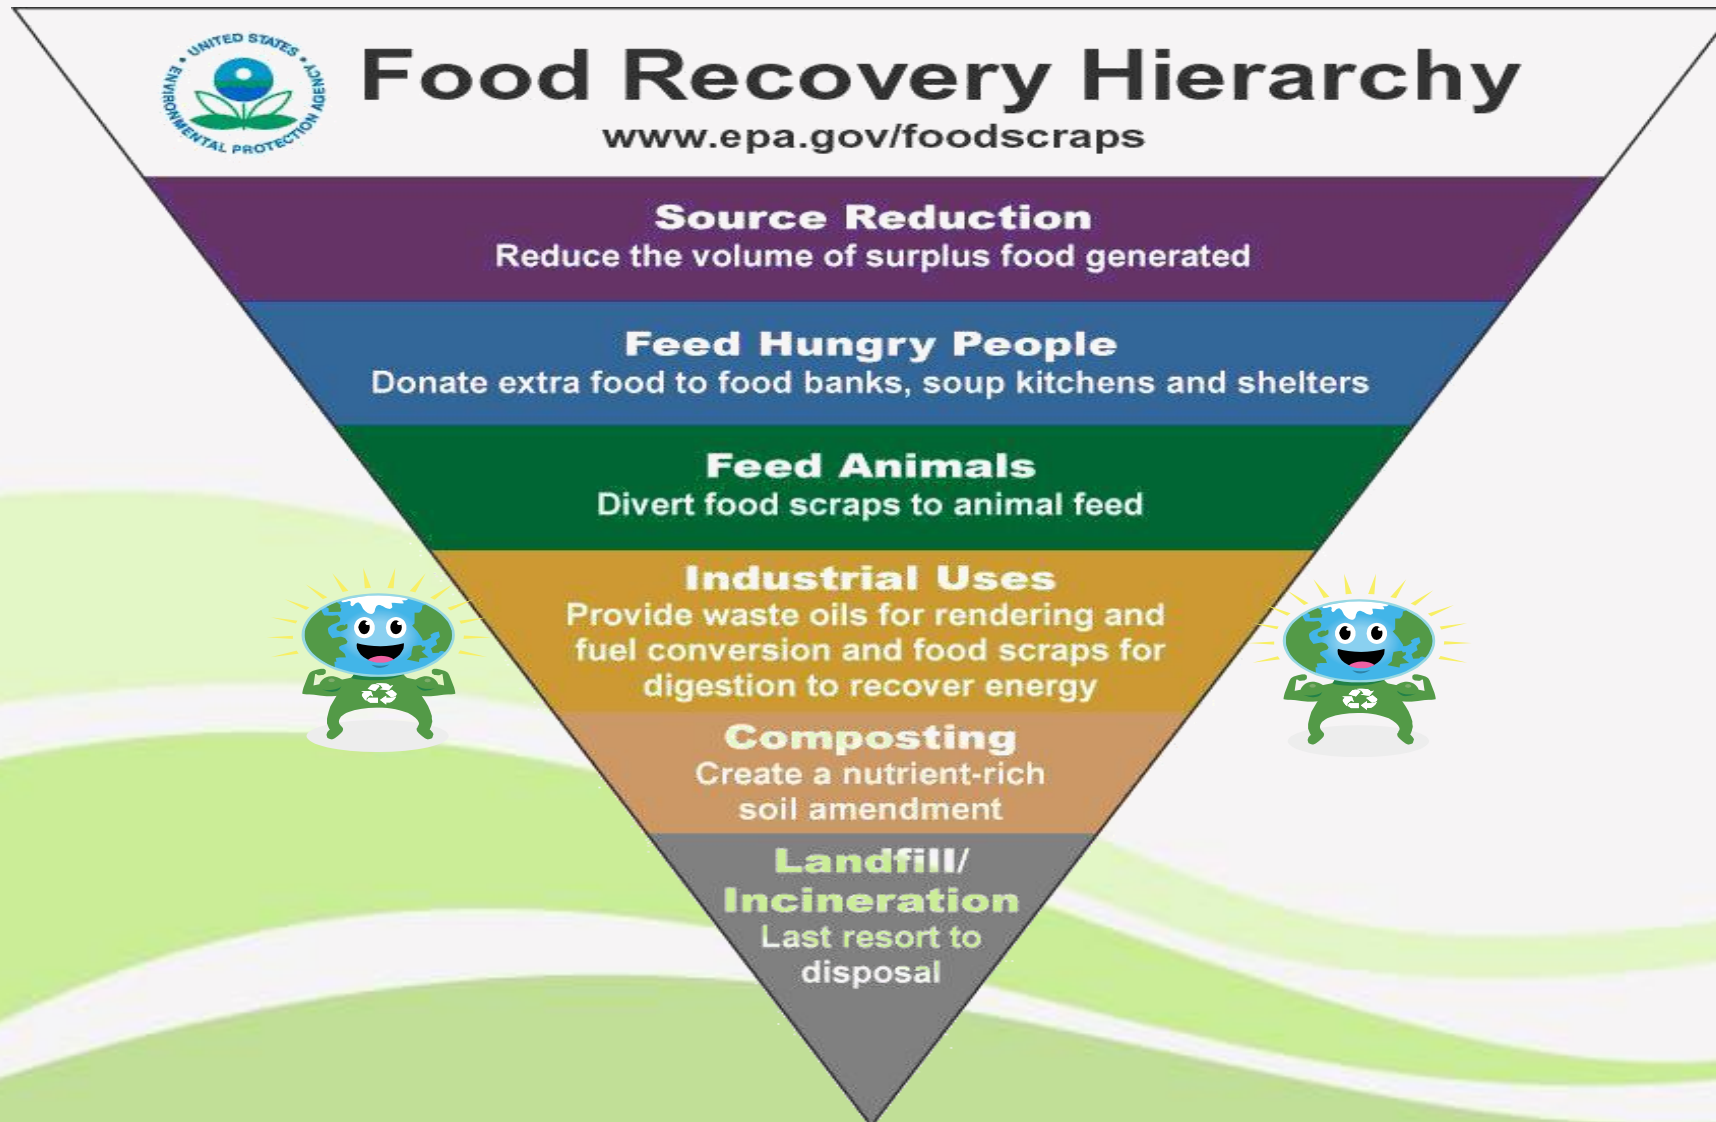 UNITED STATES • ENVIRONMENTAL PROTECTION AGENCY •
Food Recovery Hierarchy
www.epa.gov/foodscraps
Source Reduction
Reduce the volume of surplus food generated
Feed Hungry People
Donate extra food to food banks, soup kitchens and shelters
Feed Animals
Divert food scraps to animal feed
Industrial Uses
Provide waste oils for rendering and
fuel conversion and food scraps for
digestion to recover energy
Composting
Create a nutrient-rich
soil amendment
Landfill/
Incineration
Last resort to
disposal